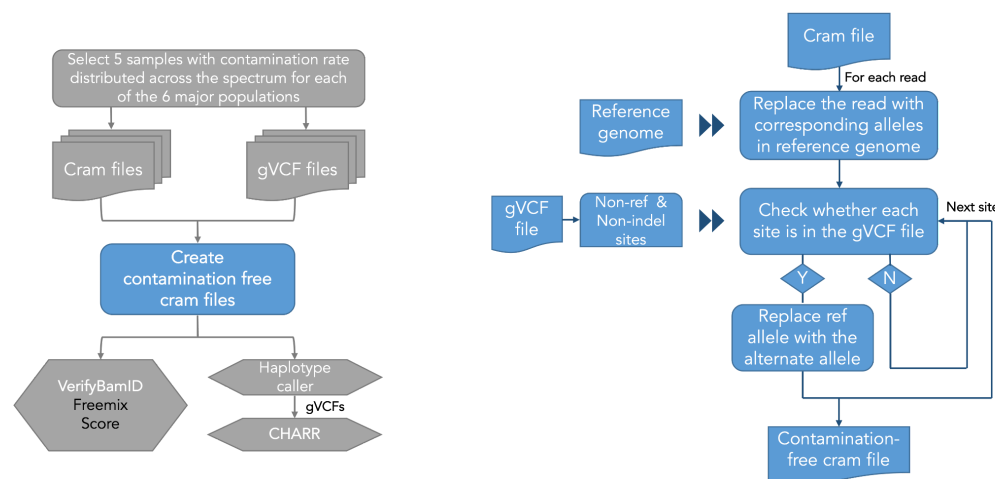 Select 5 samples with contamination rate
distributed across the spectrum for each
of the 6 major populations
Cram files
gVCF files
Create
contamination free
cram files
VerifyBamID
Freemix
Score
Haplotype
caller
gVCFs
CHARR
Cram file
For each read
Reference
genome
Replace the read with
corresponding alleles
in reference genome
gVCF
file
Non-ref &
Non-indel
sites
Check whether each
site is in the gVCF file
Next site
Y
N
Replace ref
allele with the
alternate allele
Contamination-
free cram file